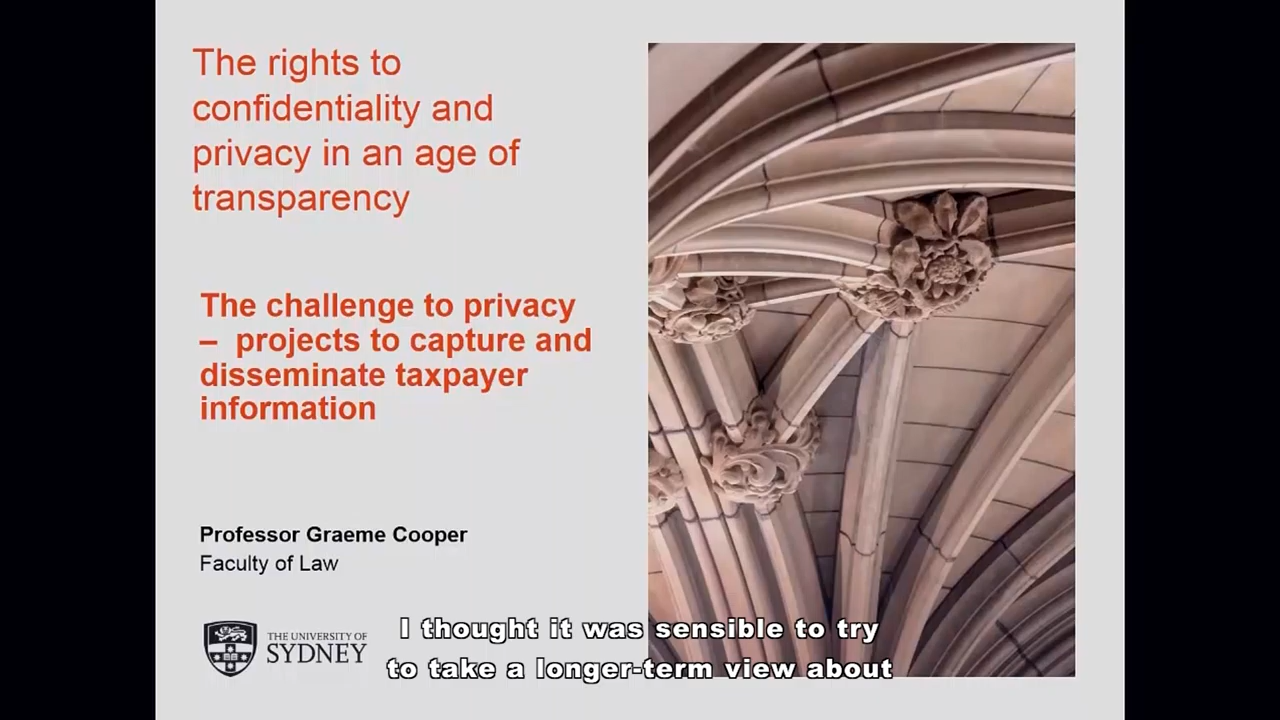 The rights to
confidentiality and
privacy in an age of
transparency
The challenge to privacy
– projects to capture and
disseminate taxpayer
information
Professor Graeme Cooper
Faculty of Law
THE UNIVERSITY OF
SYDNEY
I thought it was sensible to try
to take a longer-term view about